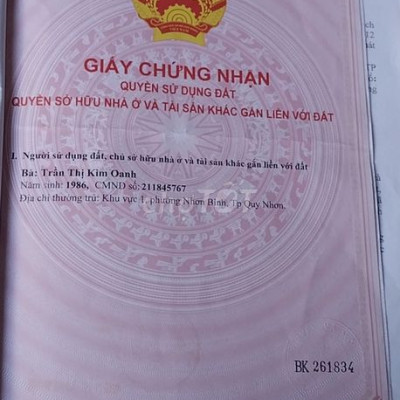 GIẤY CHỨNG NHẬN
QUYỀN SỬ DỤNG ĐẤT
QUYỀN SỞ HỮU NHÀ Ở VÀ TÀI SẢN KHÁC GẮN LIỀN VỚI ĐẤT
I. Người sử dụng đất, chủ sở hữu nhà ở và tài sản khác gắn liền với đất
Bà: Trần Thị Kim Oanh
Năm sinh: 1986, CMND số: 211845767
Địa chỉ thường trú: Khu vực 1, phường Nhơn Bình, Tp Quy Nhơn.
BK 261834